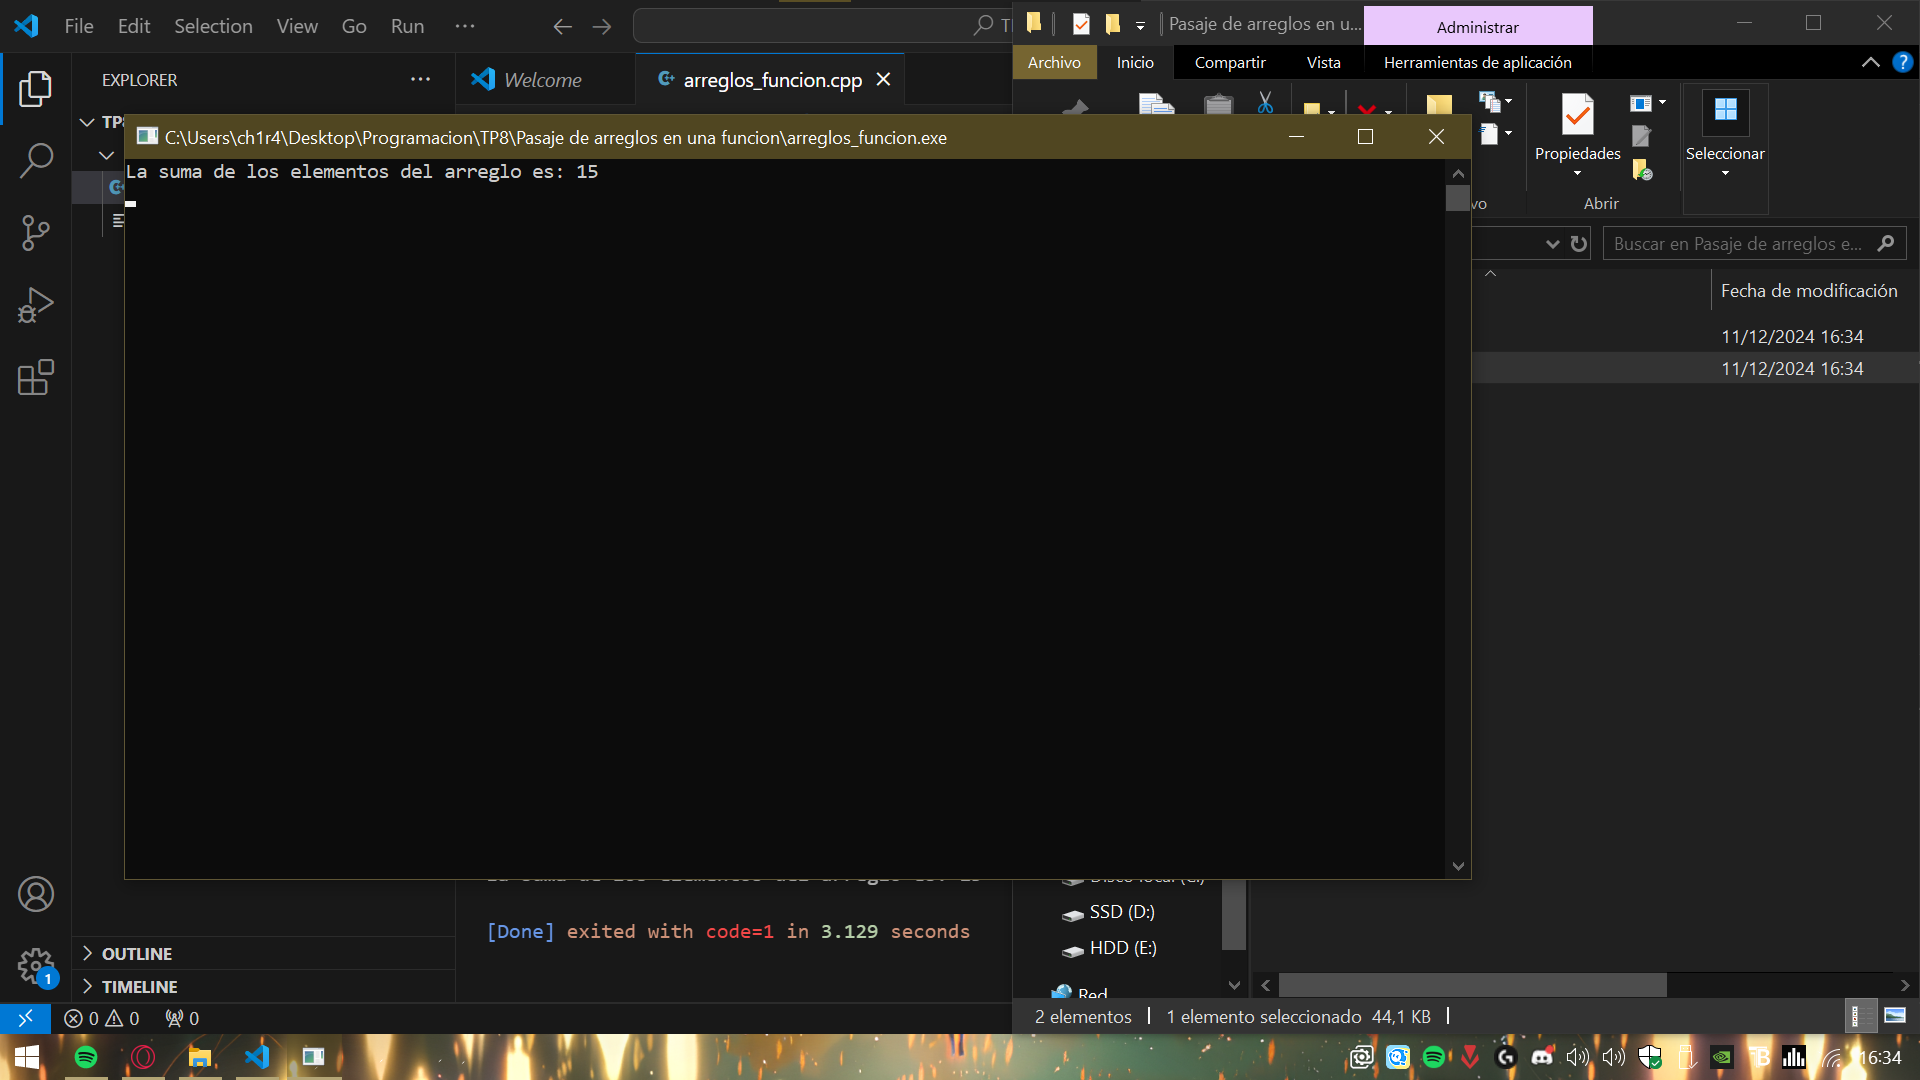 File Edit Selection View Go Run ···
Pasaje de arreglos en u... Administrar
Archivo Inicio Compartir Vista Herramientas de aplicación
EXPLORER
Welcome
arreglos_funcion.cpp
C:\Users\ch1r4\Desktop\Programacion\TP8\Pasaje de arreglos en una funcion\arreglos_funcion.exe
La suma de los elementos del arreglo es: 15
Propiedades
Seleccionar
Abrir
Buscar en Pasaje de arreglos e...
Fecha de modificación
11/12/2024 16:34
11/12/2024 16:34
[Done] exited with code=1 in 3.129 seconds
SSD (D:)
HDD (E:)
Red
OUTLINE
TIMELINE
1
0 0 0
2 elementos 1 elemento seleccionado 44,1 KB
16:34